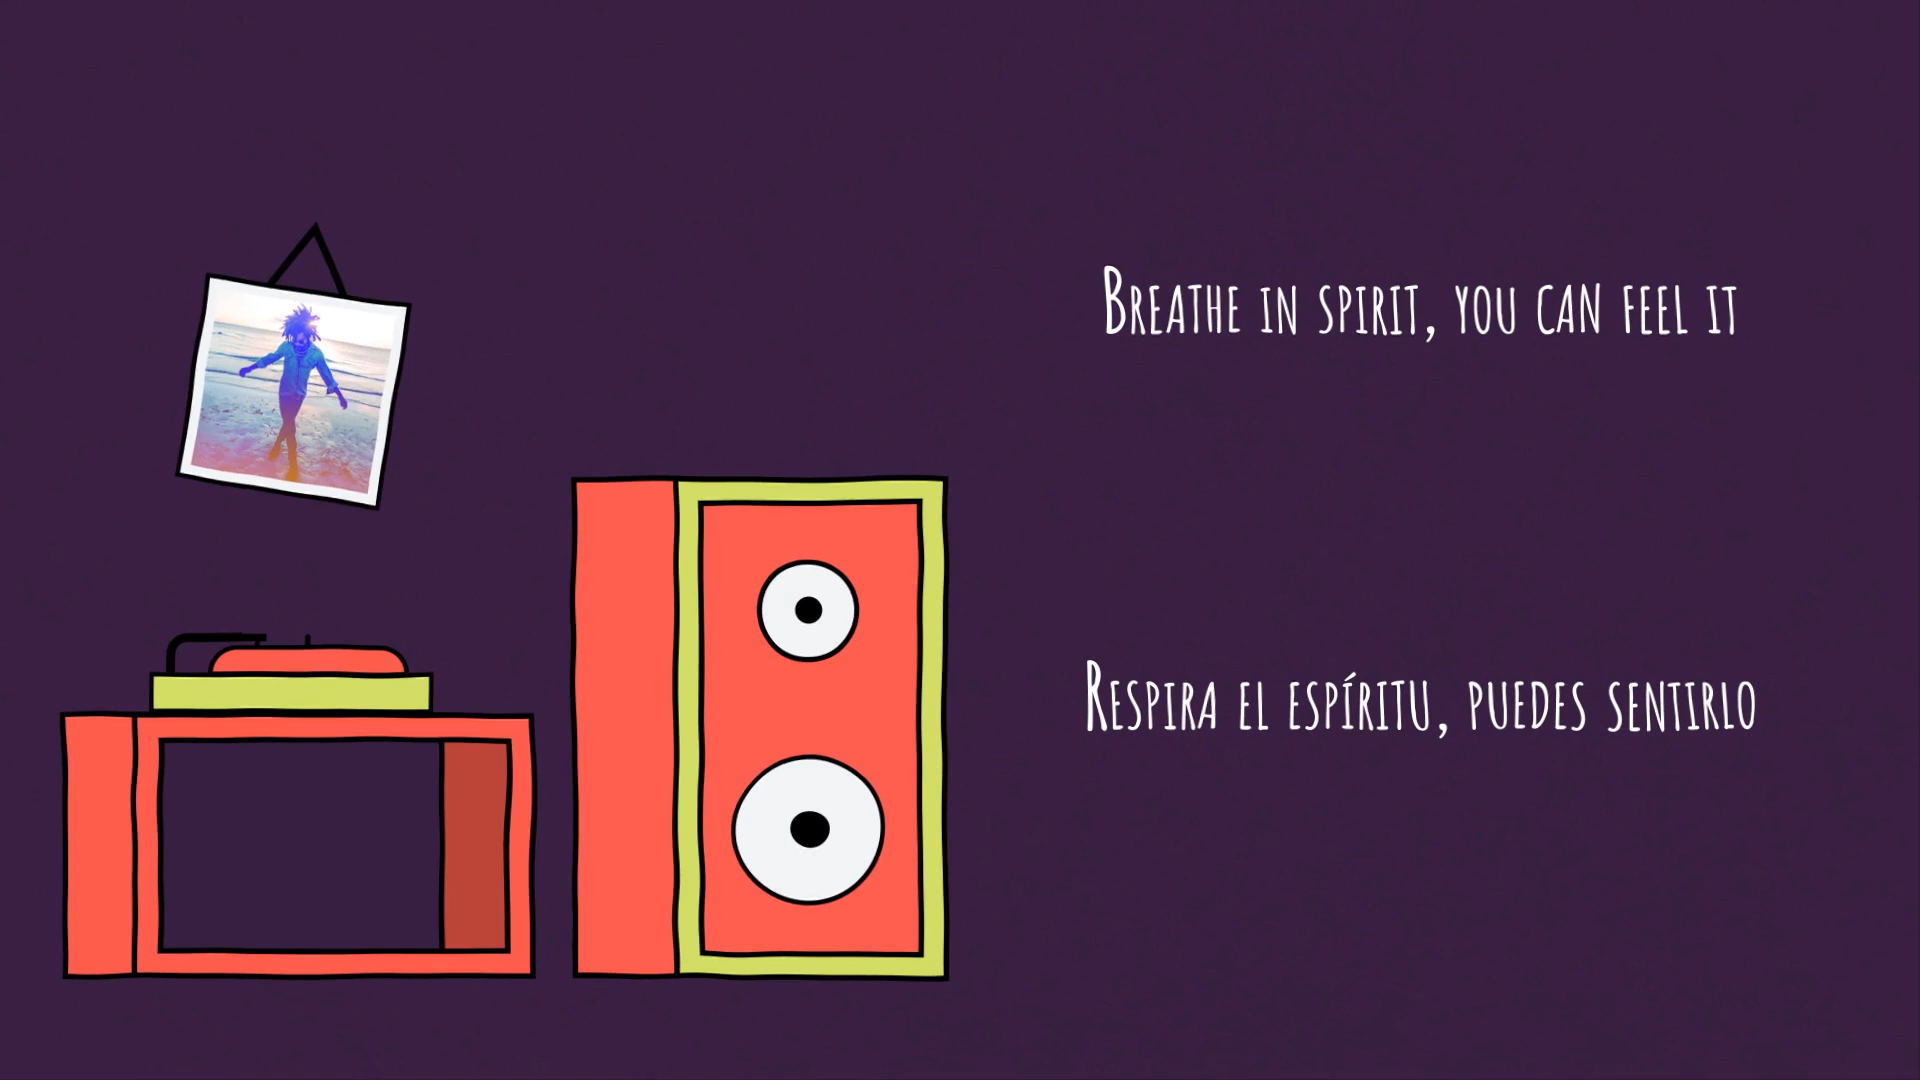 Breathe in spirit, you can feel it
Respira el espíritu, puedes sentirlo